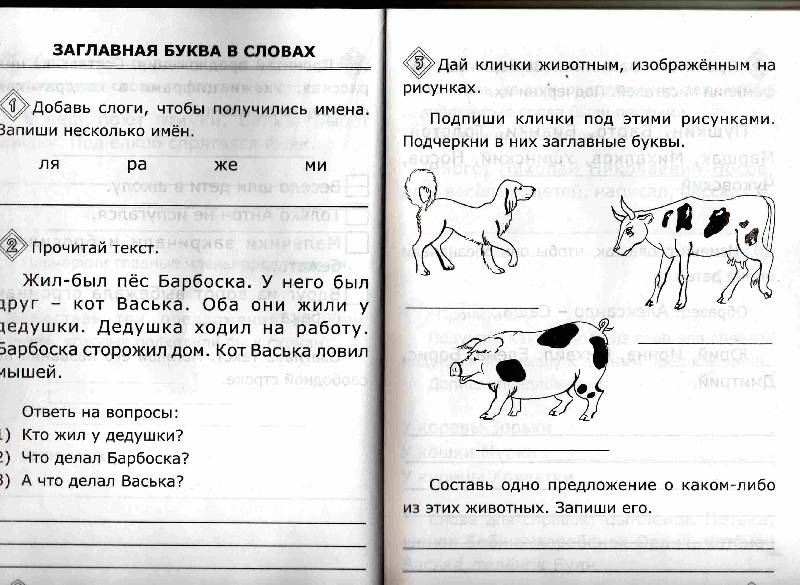 ЗАГЛАВНАЯ БУКВА В СЛОВАХ
1 Добавь слоги, чтобы получились имена.
Запиши несколько имён.
ля ра же ми
2 Прочитай текст:
Жил-был пёс Барбоска. У него был
друг – кот Васька. Оба они жили у
дедушки. Дедушка ходил на работу.
Барбоска сторожил дом. Кот Васька ловил
мышей.
Ответь на вопросы:
1) Кто жил у дедушки?
2) Что делал Барбоска?
3) А что делал Васька?
3 Дай клички животным, изображённым на
рисунках.
Подпиши клички под этими рисунками.
Подчеркни в них заглавные буквы.
Составь одно предложение о каком-либо
из этих животных. Запиши его.